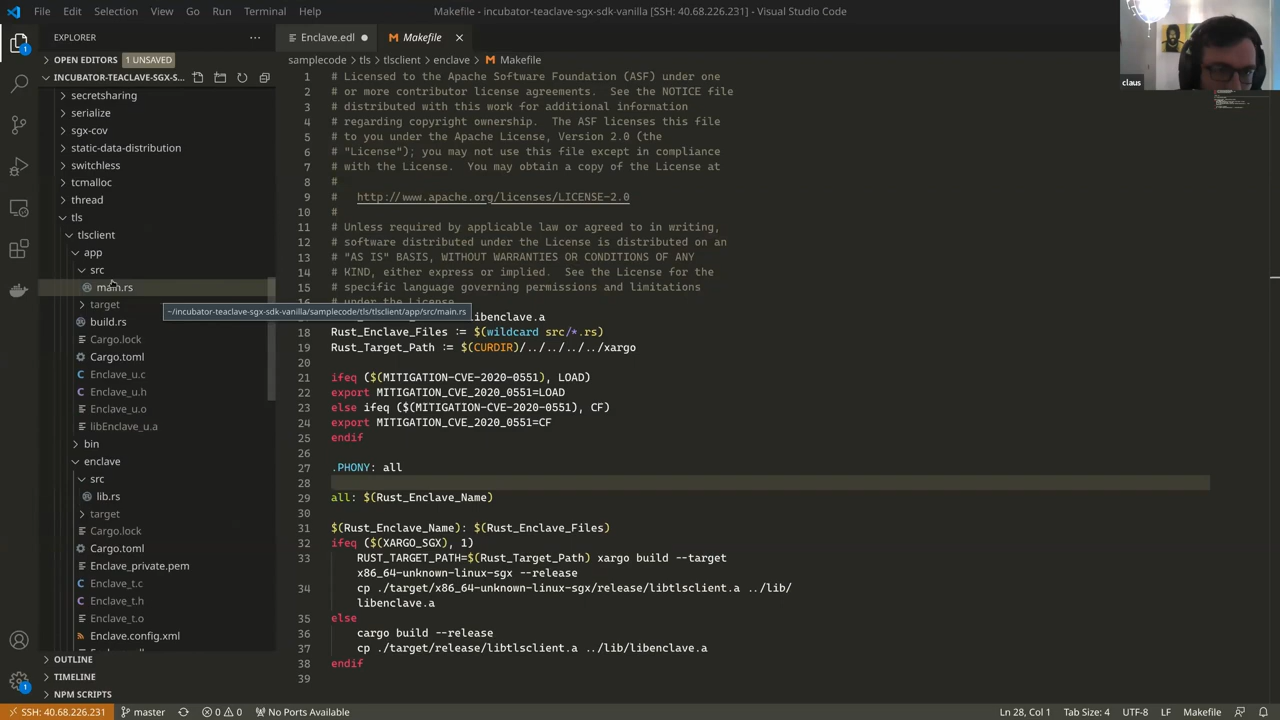 File Edit Selection View Go Run Terminal Help
Makefile - incubator-teaclave-sgx-sdk-vanilla [SSH: 40.68.226.231] - Visual Studio Code
claus
EXPLORER
OPEN EDITORS 1 UNSAVED
INCUBATOR-TEACLAVE-SGX-S...
secretsharing
serialize
sgx-cov
static-data-distribution
switchless
tcmalloc
thread
tls
tlsclient
app
src
main.rs
target
~/incubator-teaclave-sgx-sdk-vanilla/samplecode/tls/tlsclient/app/src/main.rs
build.rs
Cargo.lock
Cargo.toml
Enclave_u.c
Enclave_u.h
Enclave_u.o
libEnclave_u.a
bin
enclave
src
lib.rs
target
Cargo.lock
Cargo.toml
Enclave_private.pem
Enclave_t.c
Enclave_t.h
Enclave_t.o
Enclave.config.xml
OUTLINE
TIMELINE
NPM SCRIPTS
Enclave.edl Makefile
samplecode > tls > tlsclient > enclave > Makefile
1 # Licensed to the Apache Software Foundation (ASF) under one
2 # or more contributor license agreements.  See the NOTICE file
3 # distributed with this work for additional information
4 # regarding copyright ownership.  The ASF licenses this file
5 # to you under the Apache License, Version 2.0 (the
6 # "License"); you may not use this file except in compliance
7 # with the License.  You may obtain a copy of the License at
8 #
9 #   http://www.apache.org/licenses/LICENSE-2.0
10 #
11 # Unless required by applicable law or agreed to in writing,
12 # software distributed under the License is distributed on an
13 # "AS IS" BASIS, WITHOUT WARRANTIES OR CONDITIONS OF ANY
14 # KIND, either express or implied.  See the License for the
15 # specific language governing permissions and limitations
# under the License.
libenclave.a
18 Rust_Enclave_Files := $(wildcard src/*.rs)
19 Rust_Target_Path := $(CURDIR)/../../../../xargo
20
21 ifeq ($(MITIGATION-CVE-2020-0551), LOAD)
22 export MITIGATION_CVE_2020_0551=LOAD
23 else ifeq ($(MITIGATION-CVE-2020-0551), CF)
24 export MITIGATION_CVE_2020_0551=CF
25 endif
26
27 .PHONY: all
28
29 all: $(Rust_Enclave_Name)
30
31 $(Rust_Enclave_Name): $(Rust_Enclave_Files)
32 ifeq ($(XARGO_SGX), 1)
33 RUST_TARGET_PATH=$(Rust_Target_Path) xargo build --target
x86_64-unknown-linux-sgx --release
34 cp ./target/x86_64-unknown-linux-sgx/release/libtlsclient.a ../lib/
libenclave.a
35 else
36 cargo build --release
37 cp ./target/release/libtlsclient.a ../lib/libenclave.a
38 endif
39
SSH: 40.68.226.231 master 0 0 No Ports Available Ln 28, Col 1 Tab Size: 4 UTF-8 LF Makefile